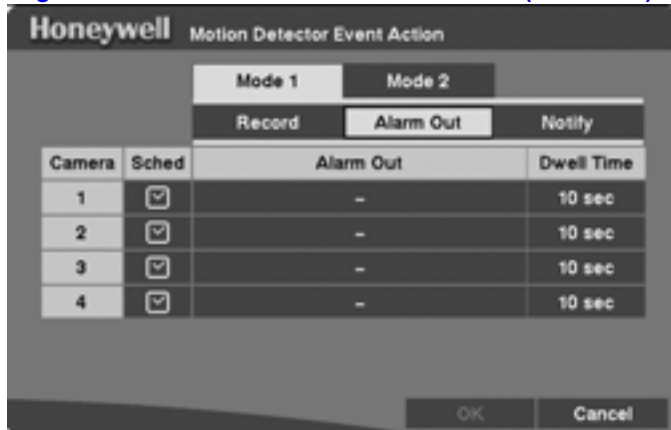 Honeywell Motion Detector Event Action
Mode 1 Mode 2
Record Alarm Out Notify
Camera Sched Alarm Out Dwell Time
1 – 10 sec
2 – 10 sec
3 – 10 sec
4 – 10 sec
OK Cancel